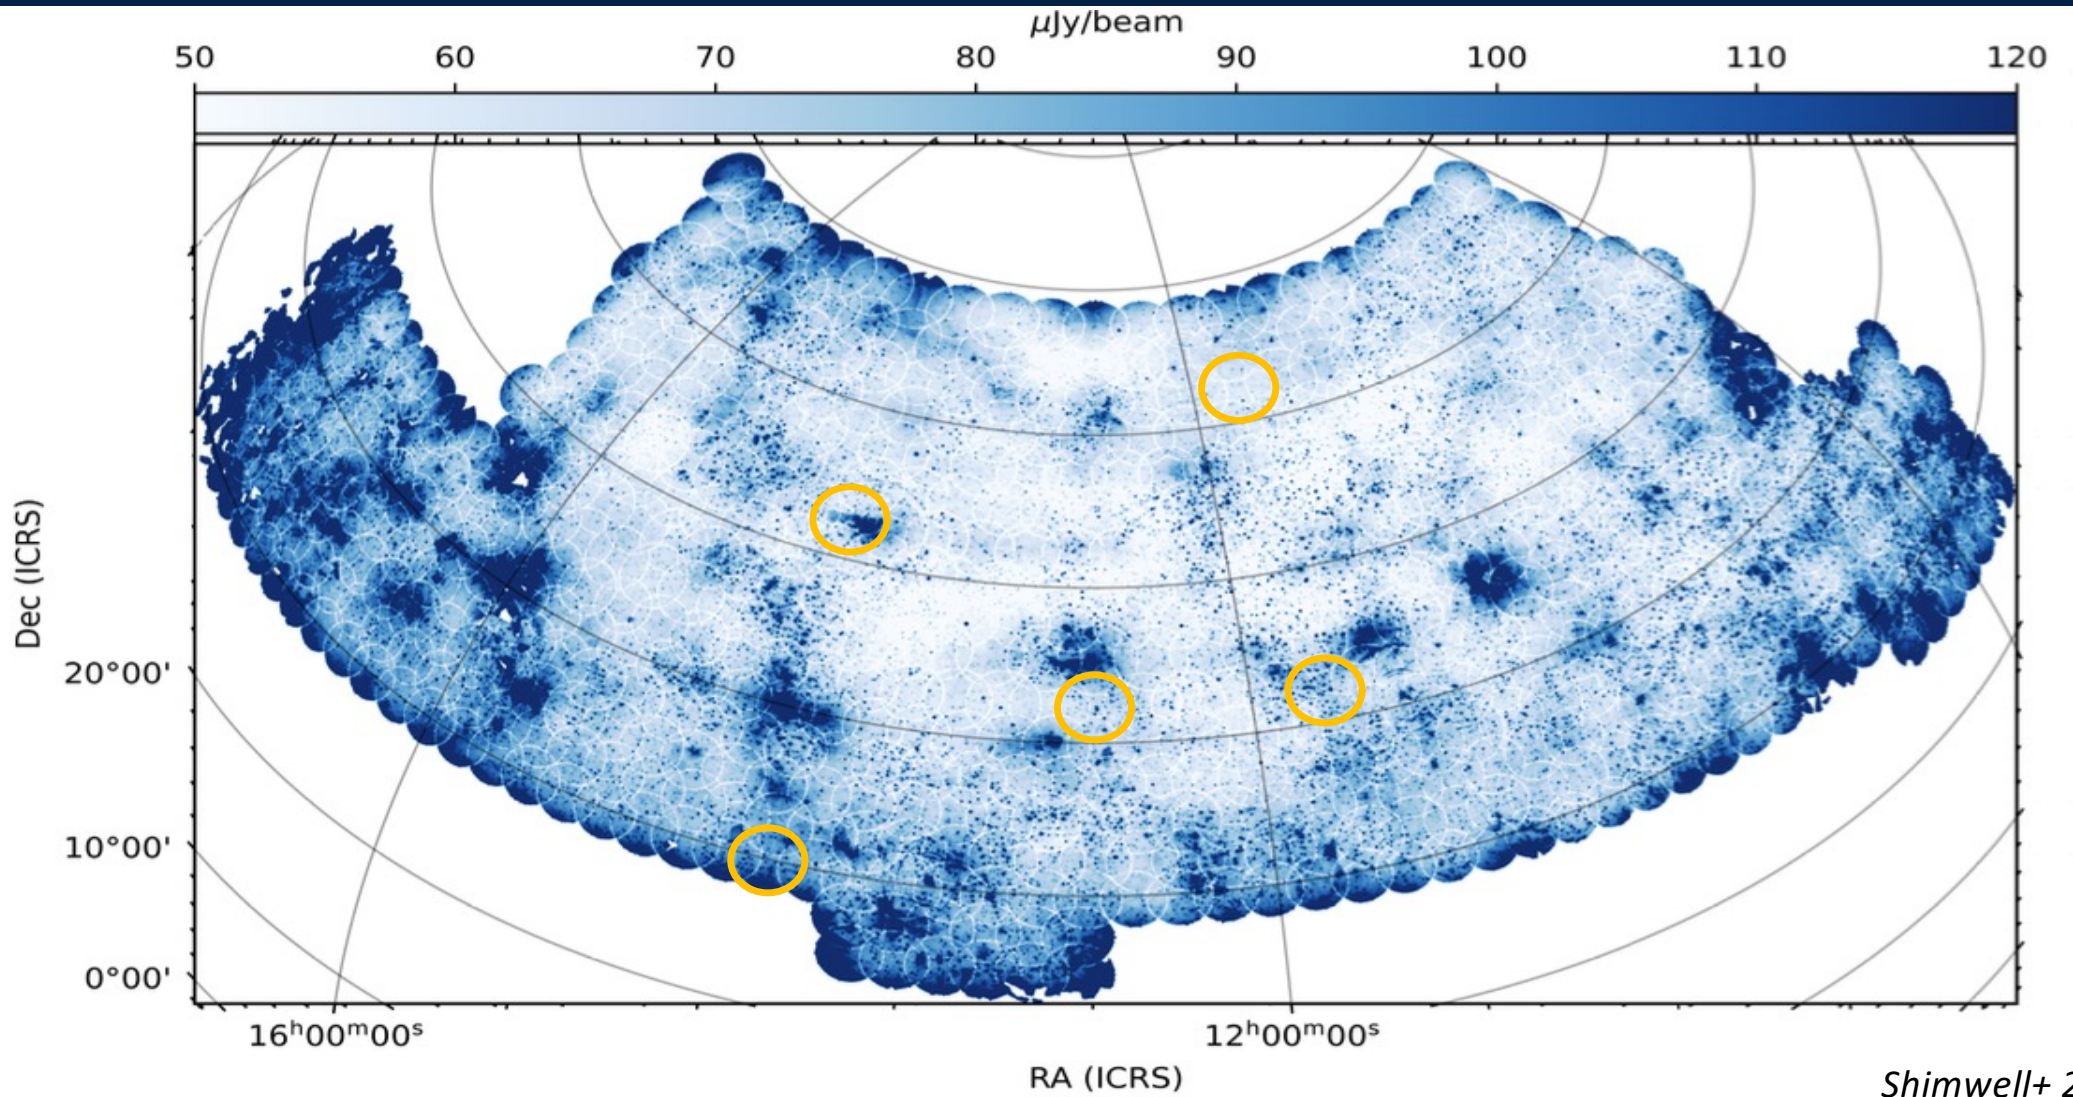 μJy/beam
50 60 70 80 90 100 110 120
Dec (ICRS)
20°00'
10°00'
0°00'
16ʰ00ᵐ00ˢ 12ʰ00ᵐ00ˢ
RA (ICRS)
Shimwell+ 2